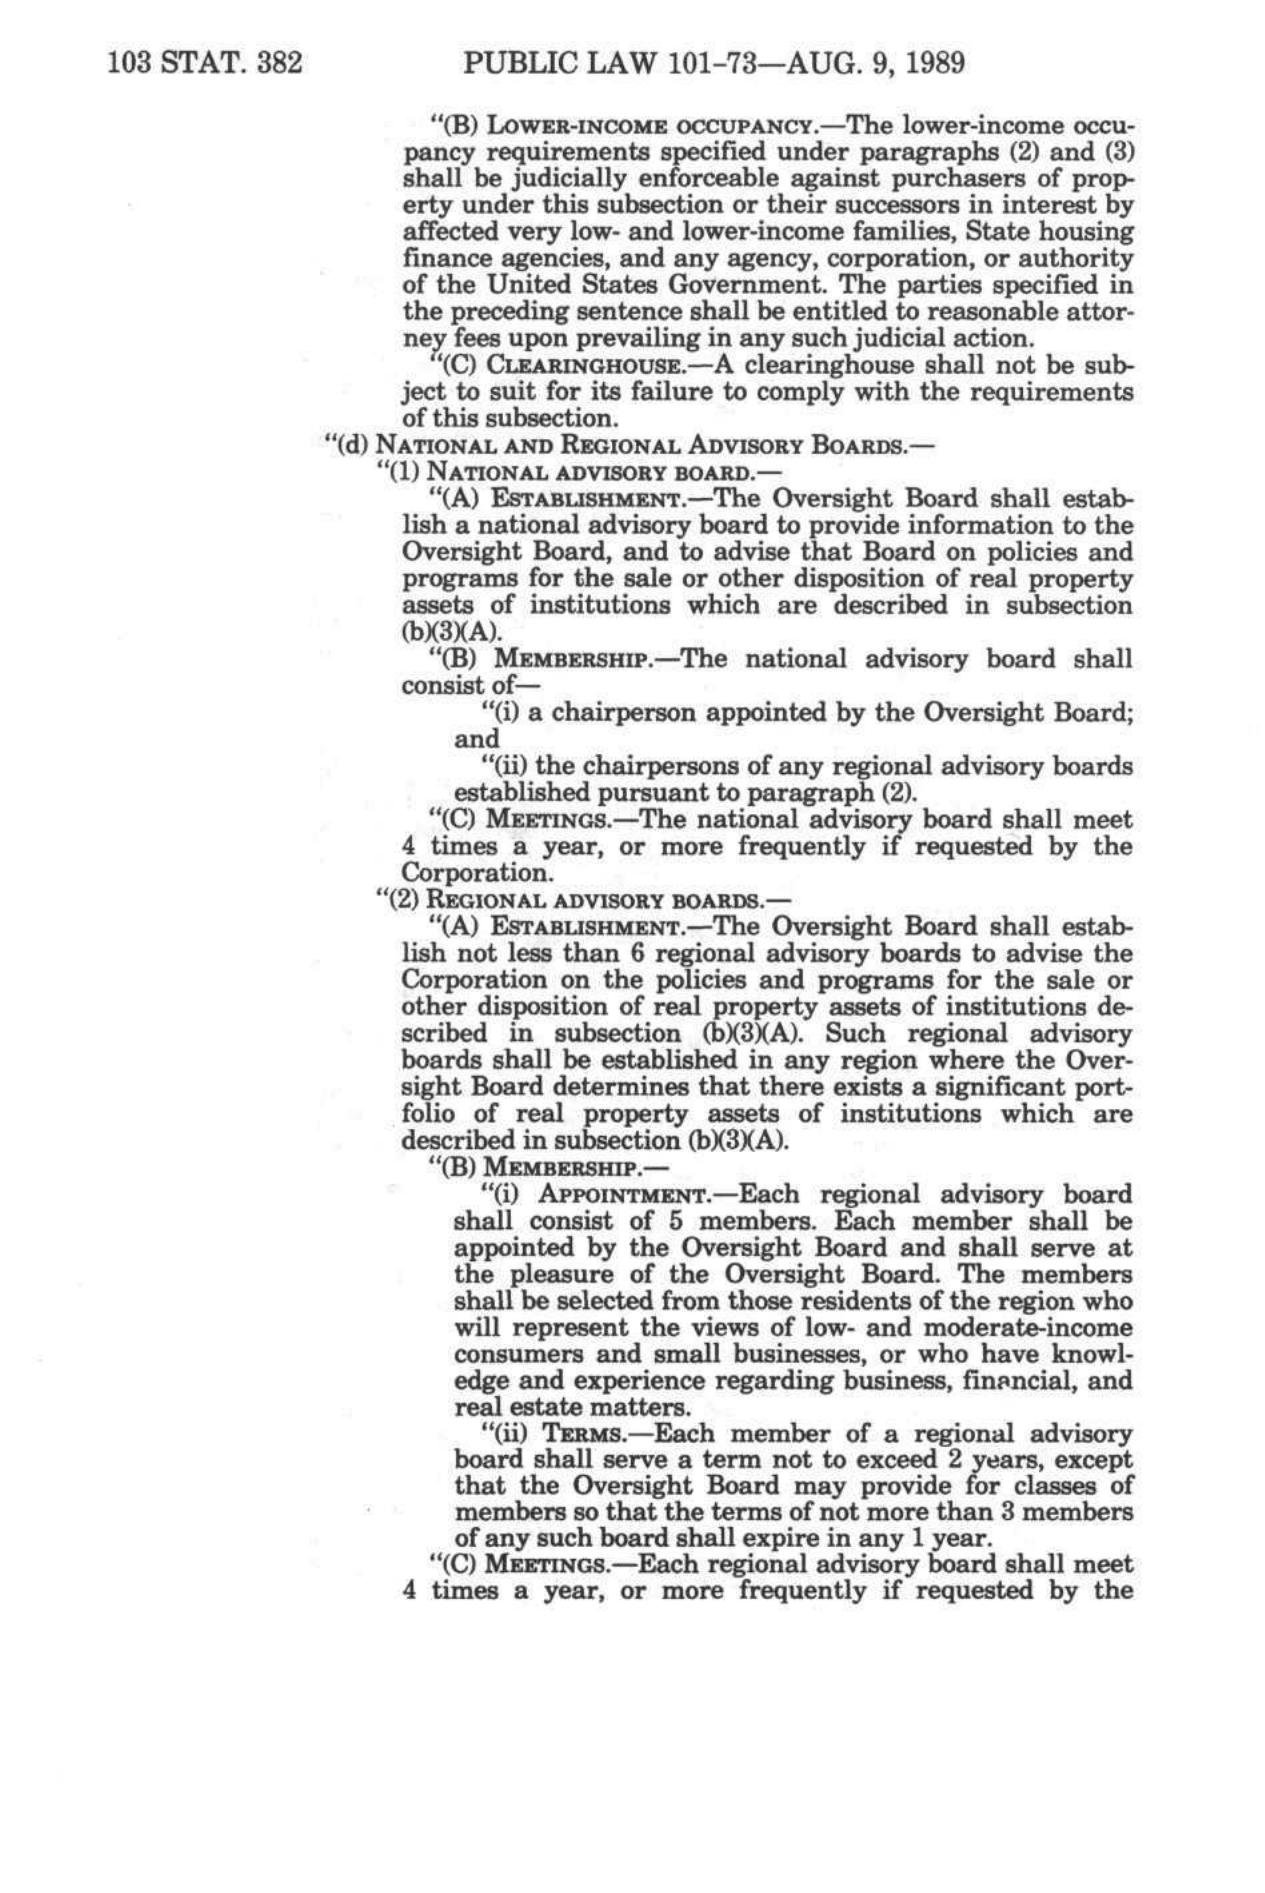 103 STAT. 382 PUBLIC LAW 101–73—AUG. 9, 1989
"(B) LOWER-INCOME OCCUPANCY.—The lower-income occu-
pancy requirements specified under paragraphs (2) and (3)
shall be judicially enforceable against purchasers of prop-
erty under this subsection or their successors in interest by
affected very low- and lower-income families, State housing
finance agencies, and any agency, corporation, or authority
of the United States Government. The parties specified in
the preceding sentence shall be entitled to reasonable attor-
ney fees upon prevailing in any such judicial action.
"(C) CLEARINGHOUSE.—A clearinghouse shall not be sub-
ject to suit for its failure to comply with the requirements
of this subsection.
"(d) NATIONAL AND REGIONAL ADVISORY BOARDS.—
"(1) NATIONAL ADVISORY BOARD.—
"(A) ESTABLISHMENT.—The Oversight Board shall estab-
lish a national advisory board to provide information to the
Oversight Board, and to advise that Board on policies and
programs for the sale or other disposition of real property
assets of institutions which are described in subsection
(b)(3)(A).
"(B) MEMBERSHIP.—The national advisory board shall
consist of—
"(i) a chairperson appointed by the Oversight Board;
and
"(ii) the chairpersons of any regional advisory boards
established pursuant to paragraph (2).
"(C) MEETINGS.—The national advisory board shall meet
4 times a year, or more frequently if requested by the
Corporation.
"(2) REGIONAL ADVISORY BOARDS.—
"(A) ESTABLISHMENT.—The Oversight Board shall estab-
lish not less than 6 regional advisory boards to advise the
Corporation on the policies and programs for the sale or
other disposition of real property assets of institutions de-
scribed in subsection (b)(3)(A). Such regional advisory
boards shall be established in any region where the Over-
sight Board determines that there exists a significant port-
folio of real property assets of institutions which are
described in subsection (b)(3)(A).
"(B) MEMBERSHIP.—
"(i) APPOINTMENT.—Each regional advisory board
shall consist of 5 members. Each member shall be
appointed by the Oversight Board and shall serve at
the pleasure of the Oversight Board. The members
shall be selected from those residents of the region who
will represent the views of low- and moderate-income
consumers and small businesses, or who have knowl-
edge and experience regarding business, financial, and
real estate matters.
"(ii) TERMS.—Each member of a regional advisory
board shall serve a term not to exceed 2 years, except
that the Oversight Board may provide for classes of
members so that the terms of not more than 3 members
of any such board shall expire in any 1 year.
"(C) MEETINGS.—Each regional advisory board shall meet
4 times a year, or more frequently if requested by the